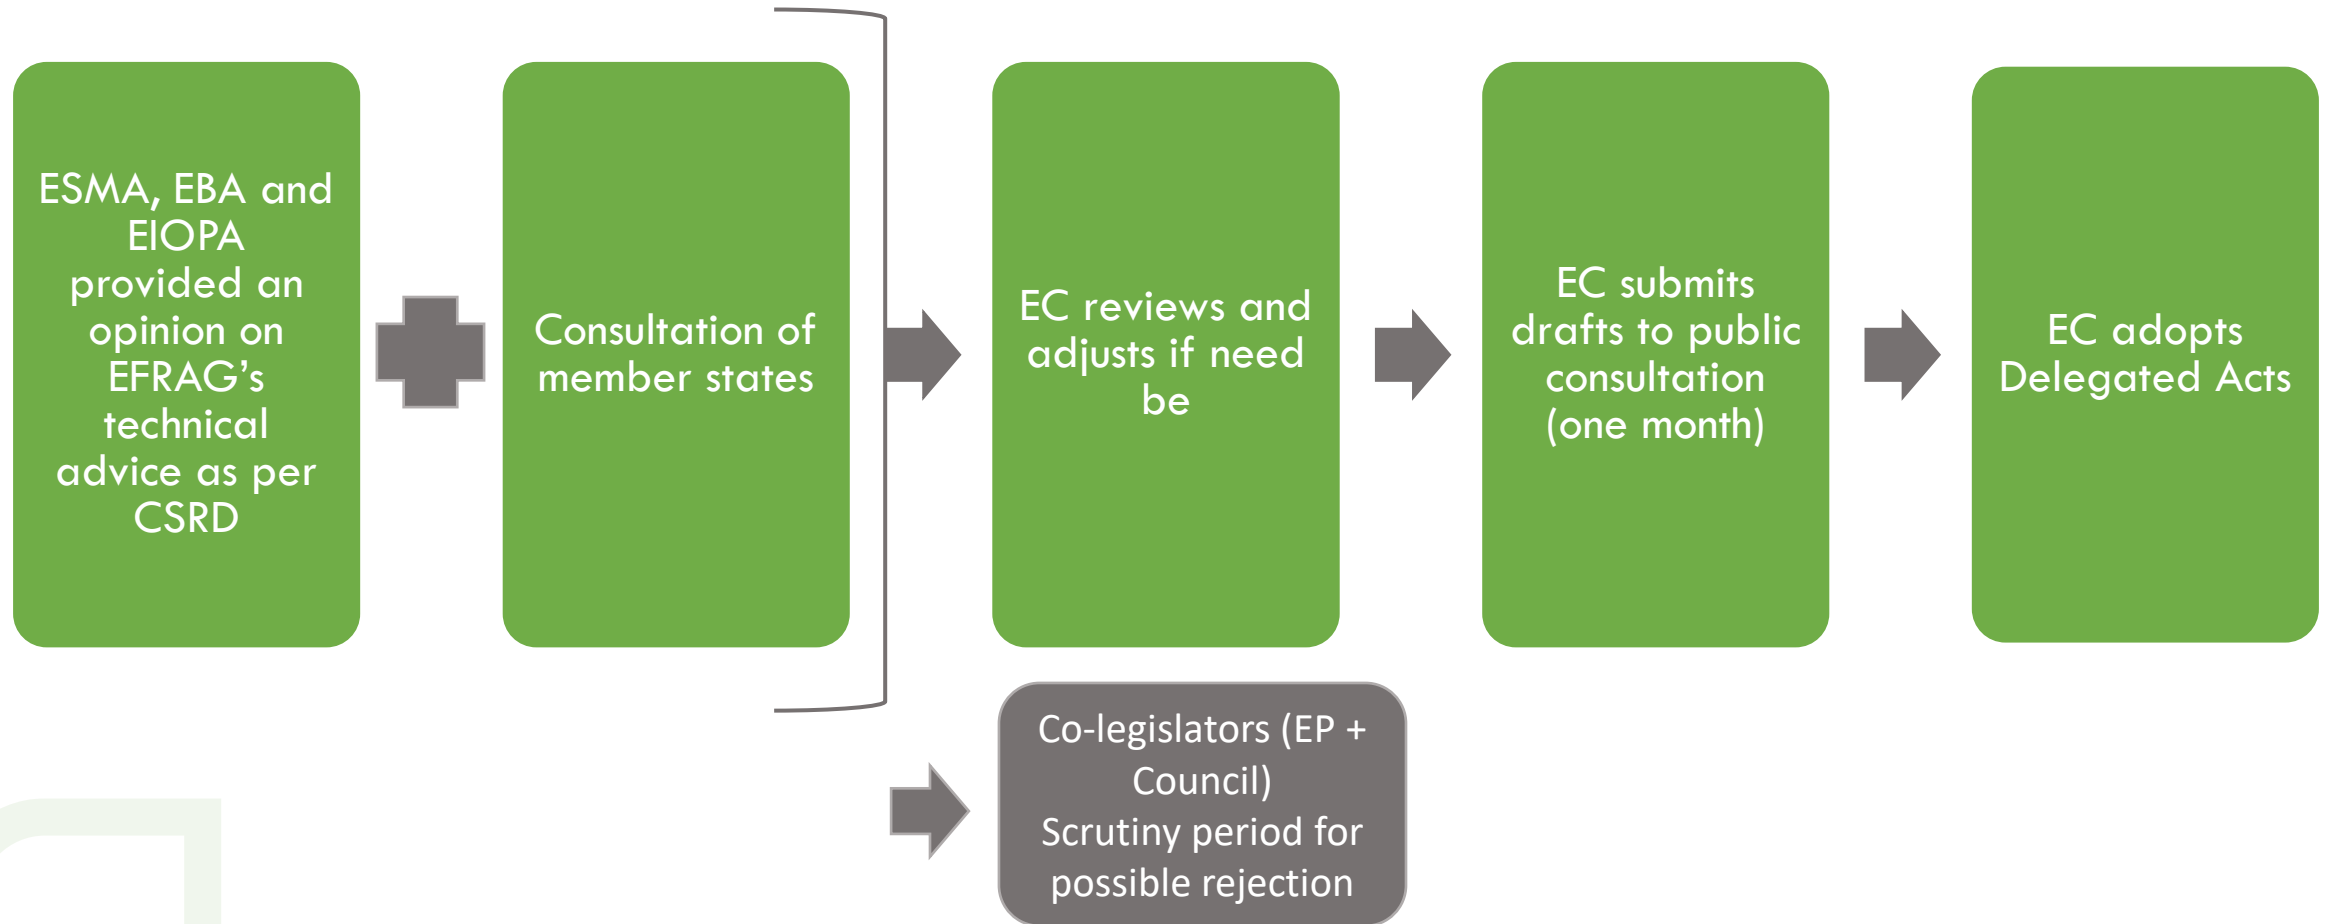 ESMA, EBA and
EIOPA
provided an
opinion on
EFRAG’s
technical
advice as per
CSRD
Consultation of
member states
EC reviews and
adjusts if need
be
EC submits
drafts to public
consultation
(one month)
EC adopts
Delegated Acts
Co-legislators (EP +
Council)
Scrutiny period for
possible rejection